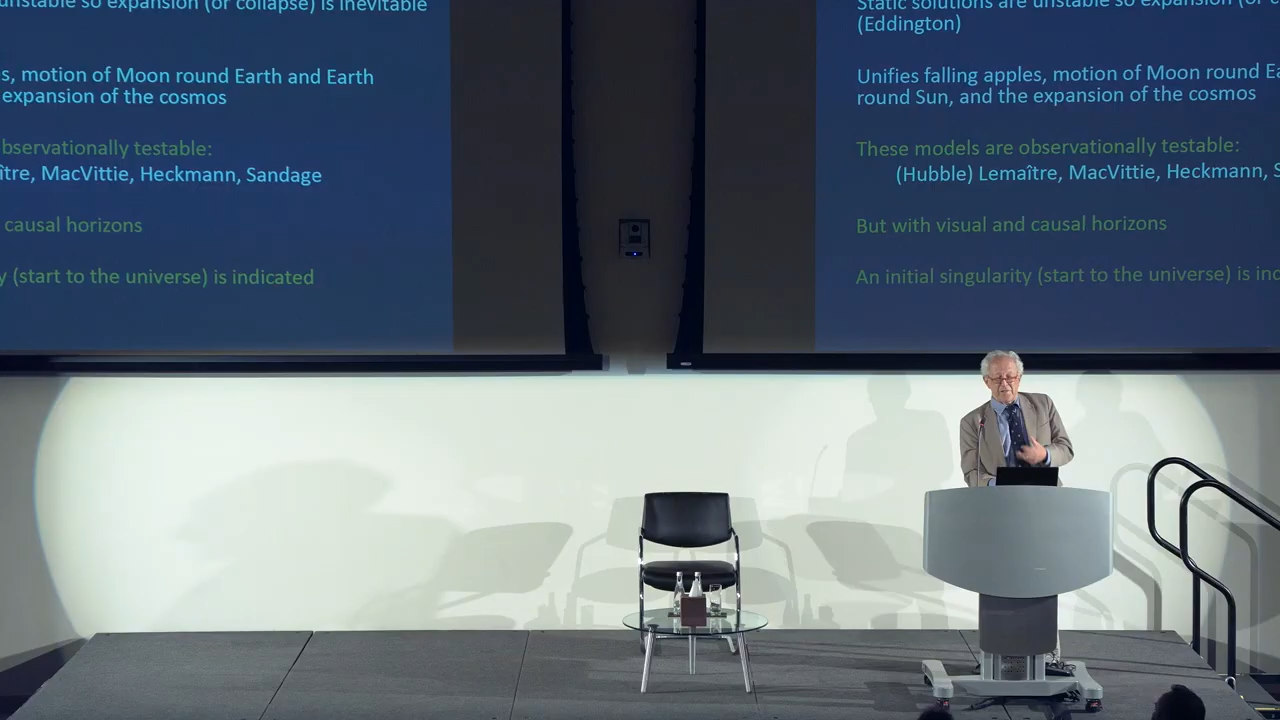 unstable so expansion (or collapse) is inevitable
s, motion of Moon round Earth and Earth
expansion of the cosmos
bservationally testable:
ître, MacVittie, Heckmann, Sandage
causal horizons
y (start to the universe) is indicated
Static solutions are unstable so expansion (or
(Eddington)
Unifies falling apples, motion of Moon round Ea
round Sun, and the expansion of the cosmos
These models are observationally testable:
(Hubble) Lemaître, MacVittie, Heckmann, S
But with visual and causal horizons
An initial singularity (start to the universe) is ind